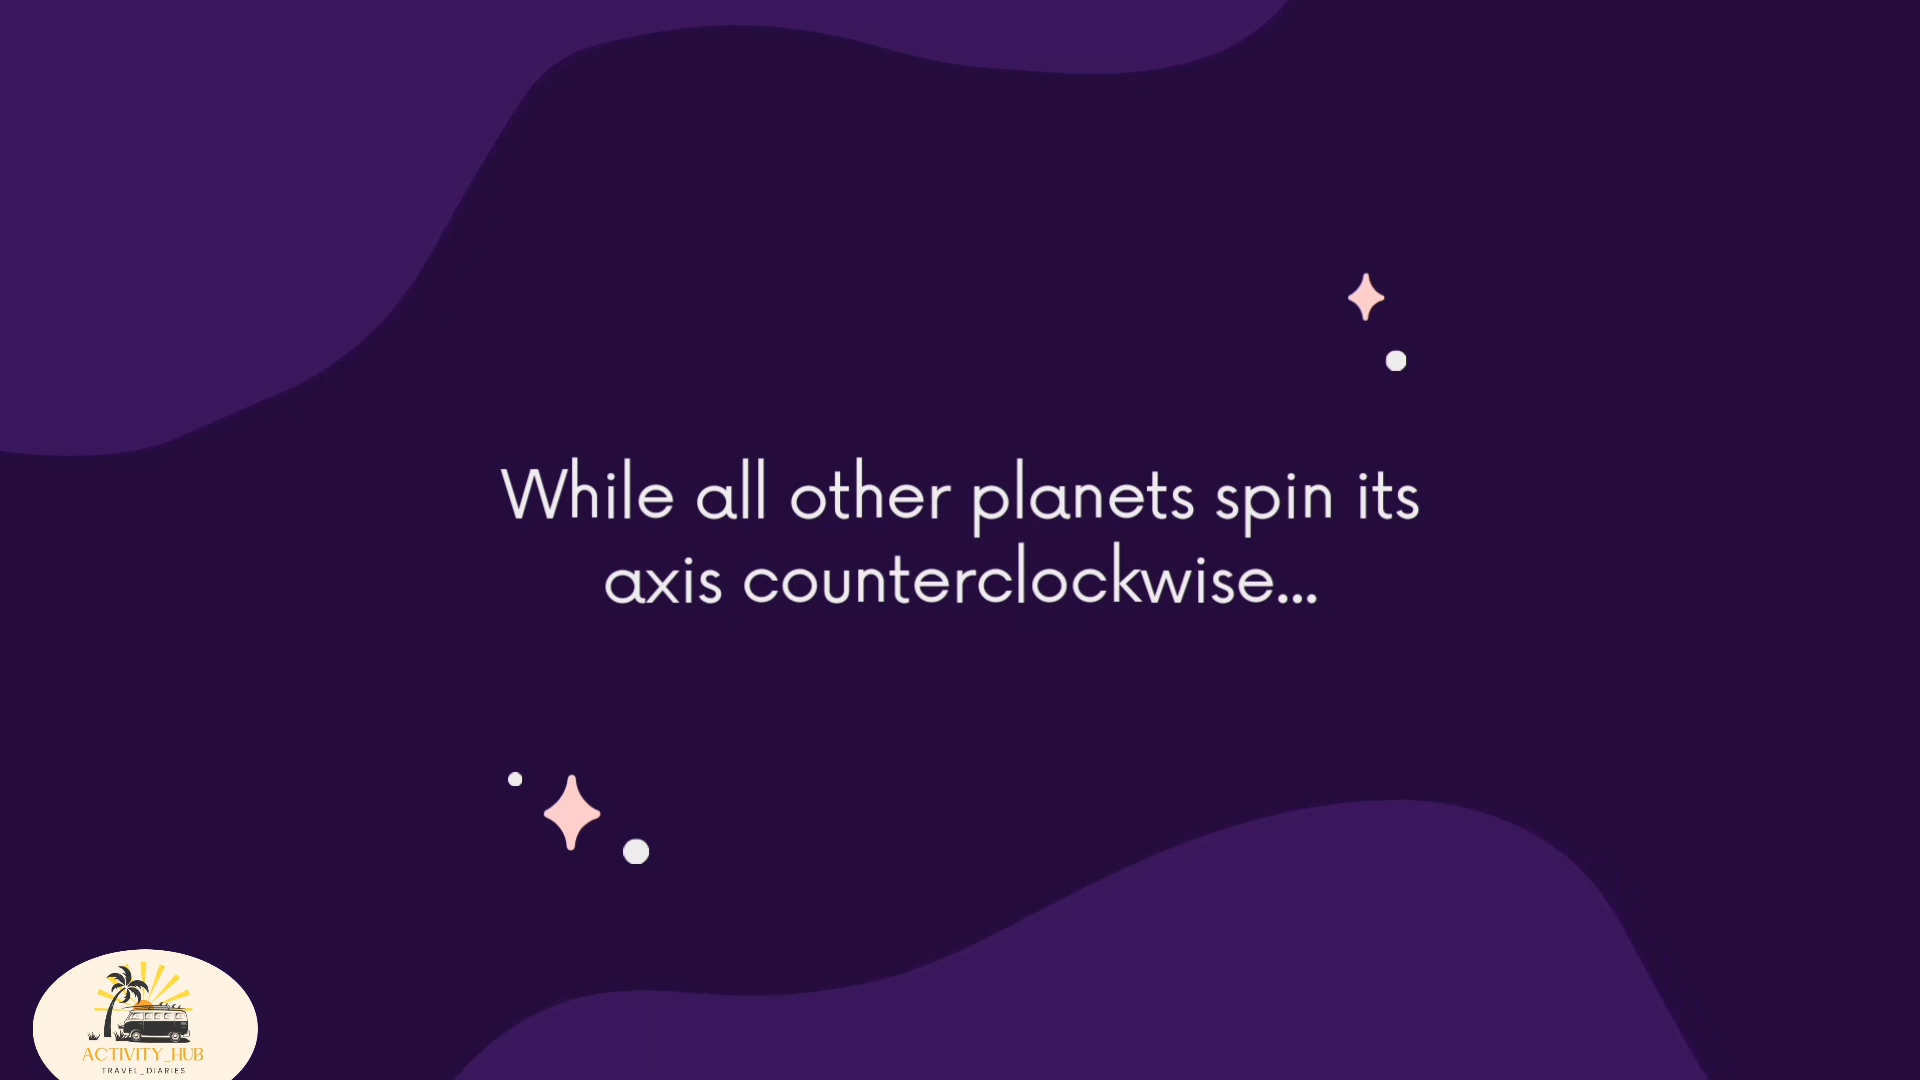 While all other planets spin its
axis counterclockwise...
ACTIVITY_HUB
TRAVEL_DIARIES